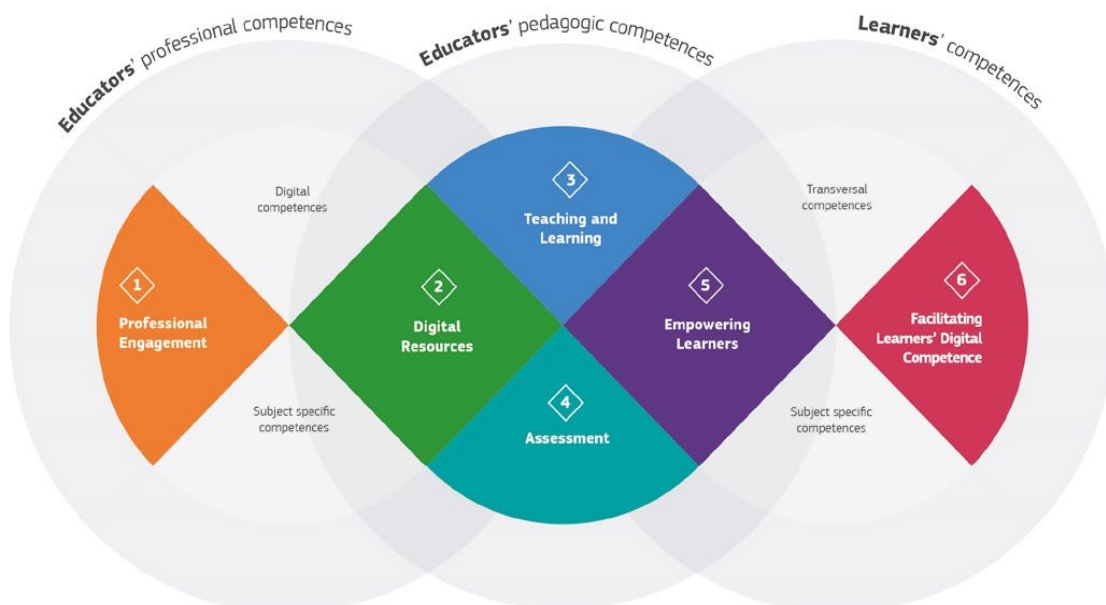 Educators' professional competences
Educators' pedagogic competences
Learners' competences
Digital
competences
Transversal
competences
1
Professional
Engagement
2
Digital
Resources
3
Teaching and
Learning
4
Assessment
5
Empowering
Learners
6
Facilitating
Learners' Digital
Competence
Subject specific
competences
Subject specific
competences